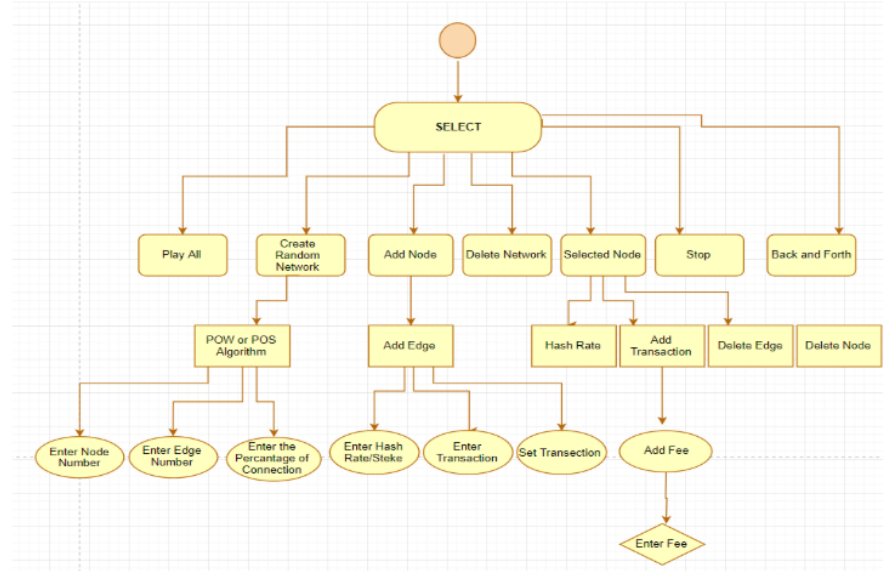 SELECT
Play All
Create
Random
Network
Add Node
Delete Network
Selected Node
Stop
Back and Forth
POW or POS
Algorithm
Add Edge
Hash Rate
Add
Transaction
Delete Edge
Delete Node
Enter Node
Number
Enter Edge
Number
Enter the
Percentage of
Connection
Enter Hash
Rate/Steke
Enter
Transaction
Set Transection
Add Fee
Enter Fee